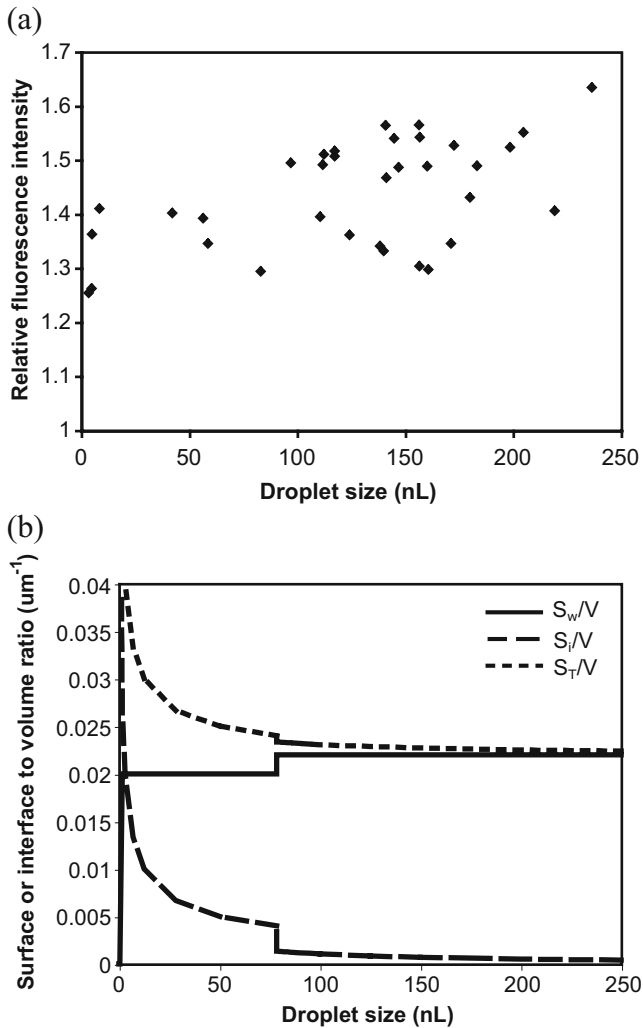 (a)
Relative fluorescence intensity
1.7
1.6
1.5
1.4
1.3
1.2
1.1
1
0 50 100 150 200 250
Droplet size (nL)
(b)
Surface or interface to volume ratio (um⁻¹)
0.04
0.035
0.03
0.025
0.02
0.015
0.01
0.005
0
S_w/V
S_i/V
S_T/V
0 50 100 150 200 250
Droplet size (nL)